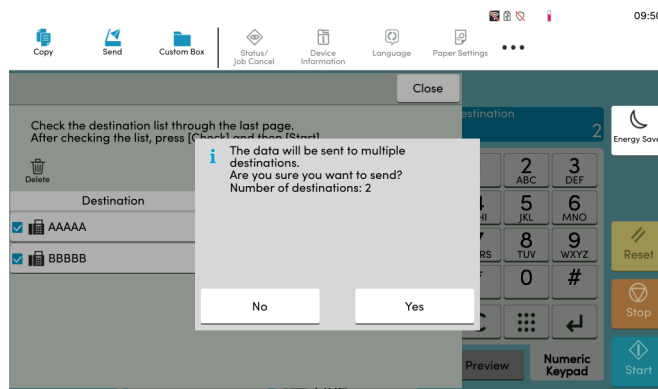 09:50
Copy
Send
Custom Box
Status/
Job Cancel
Device
Information
Language
Paper Settings
Close
Check the destination list through the last page.
After checking the list, press [Check] and then [Start].
Delete
Destination
AAAAA
BBBBB
The data will be sent to multiple
destinations.
Are you sure you want to send?
Number of destinations: 2
No
Yes
2
2
ABC
3
DEF
5
JKL
6
MNO
8
TUV
9
WXYZ
0
#
Preview
Numeric
Keypad
Energy Save
Reset
Stop
Start